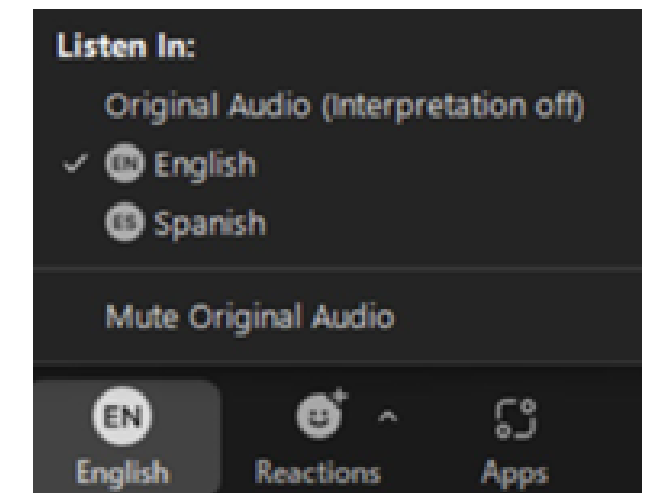 Listen In:
Original Audio (Interpretation off)
EN English
ES Spanish
Mute Original Audio
EN
English Reactions Apps